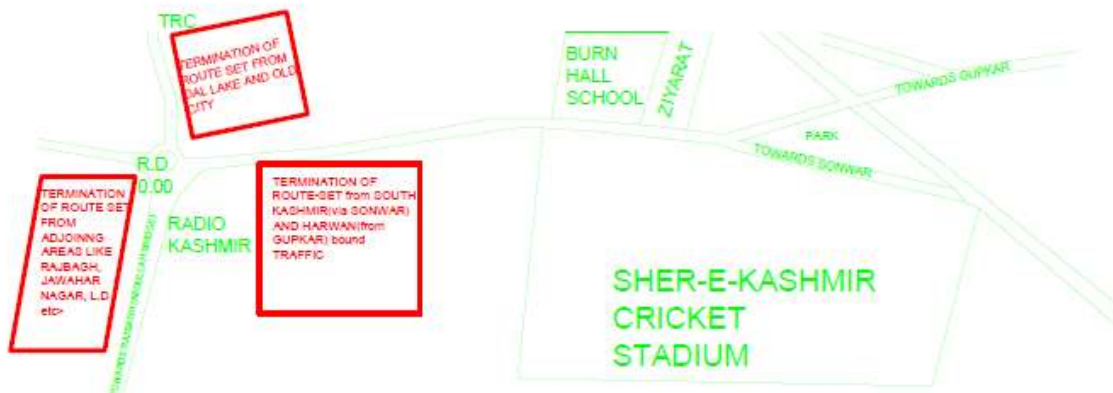 TRC
TERMINATION OF
ROUTE SET FROM
DAL LAKE AND OLD
CITY
BURN
HALL
SCHOOL
ZIYARAT
TOWARDS GUPKAR
PARK
TOWARDS SONWAR
R.D
0.00
TERMINATION
OF ROUTE SET
FROM
ADJOINNG
AREAS LIKE
RAJBAGH,
JAWAHAR
NAGAR, L.D
etc>
RADIO
KASHMIR
TERMINATION OF
ROUTE-SET from SOUTH
KASHMIR(via SONWAR)
AND HARWAN(from
GUPKAR) bound
TRAFFIC
SHER-E-KASHMIR
CRICKET
STADIUM
TOWARDS